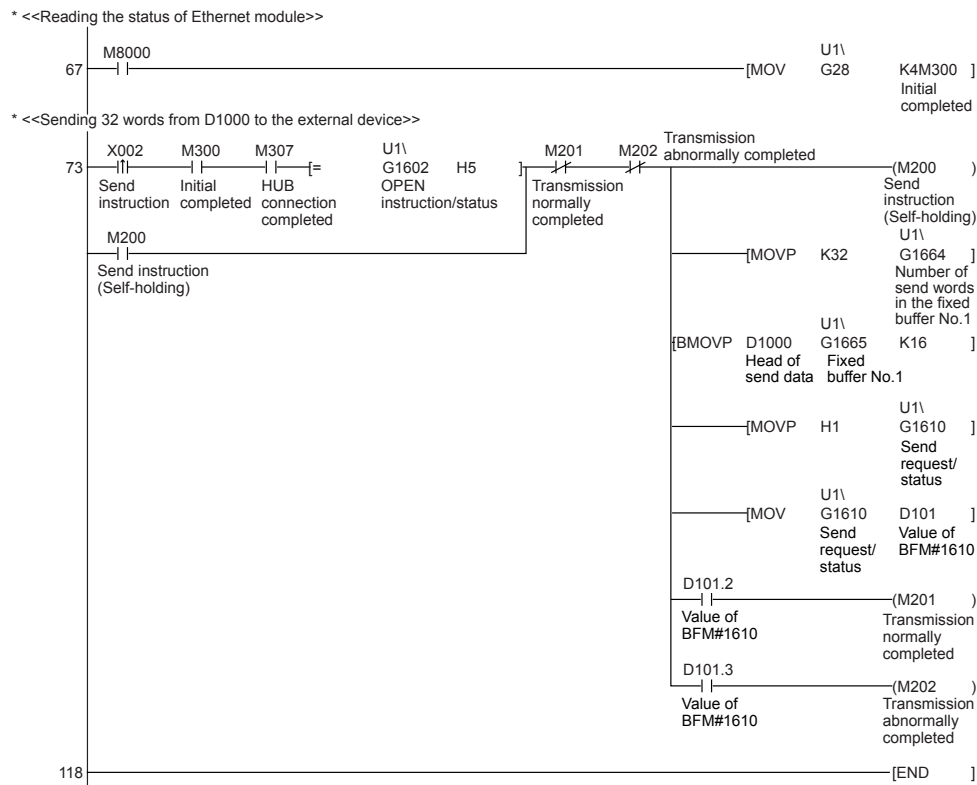 * <<Reading the status of Ethernet module>>
M8000
U1\
67 [MOV G28 K4M300 ]
Initial
completed
* <<Sending 32 words from D1000 to the external device>>
X002 M300 M307 U1\ M201 M202 Transmission abnormally completed
73 [= G1602 H5 ] (M200 )
Send instruction
Initial completed
HUB connection completed
OPEN instruction/status
Transmission normally completed
Send instruction (Self-holding)
M200
Send instruction
(Self-holding)
U1\
[MOVP K32 G1664 ]
Number of
send words
in the fixed
buffer No.1
U1\
[BMOVP D1000 G1665 K16 ]
Head of send data
Fixed buffer No.1
U1\
[MOVP H1 G1610 ]
Send
request/
status
U1\
[MOV G1610 D101 ]
Send request/ status
Value of BFM#1610
D101.2
(M201 )
Value of BFM#1610
Transmission
normally
completed
D101.3
(M202 )
Value of BFM#1610
Transmission
abnormally
completed
118 [END ]